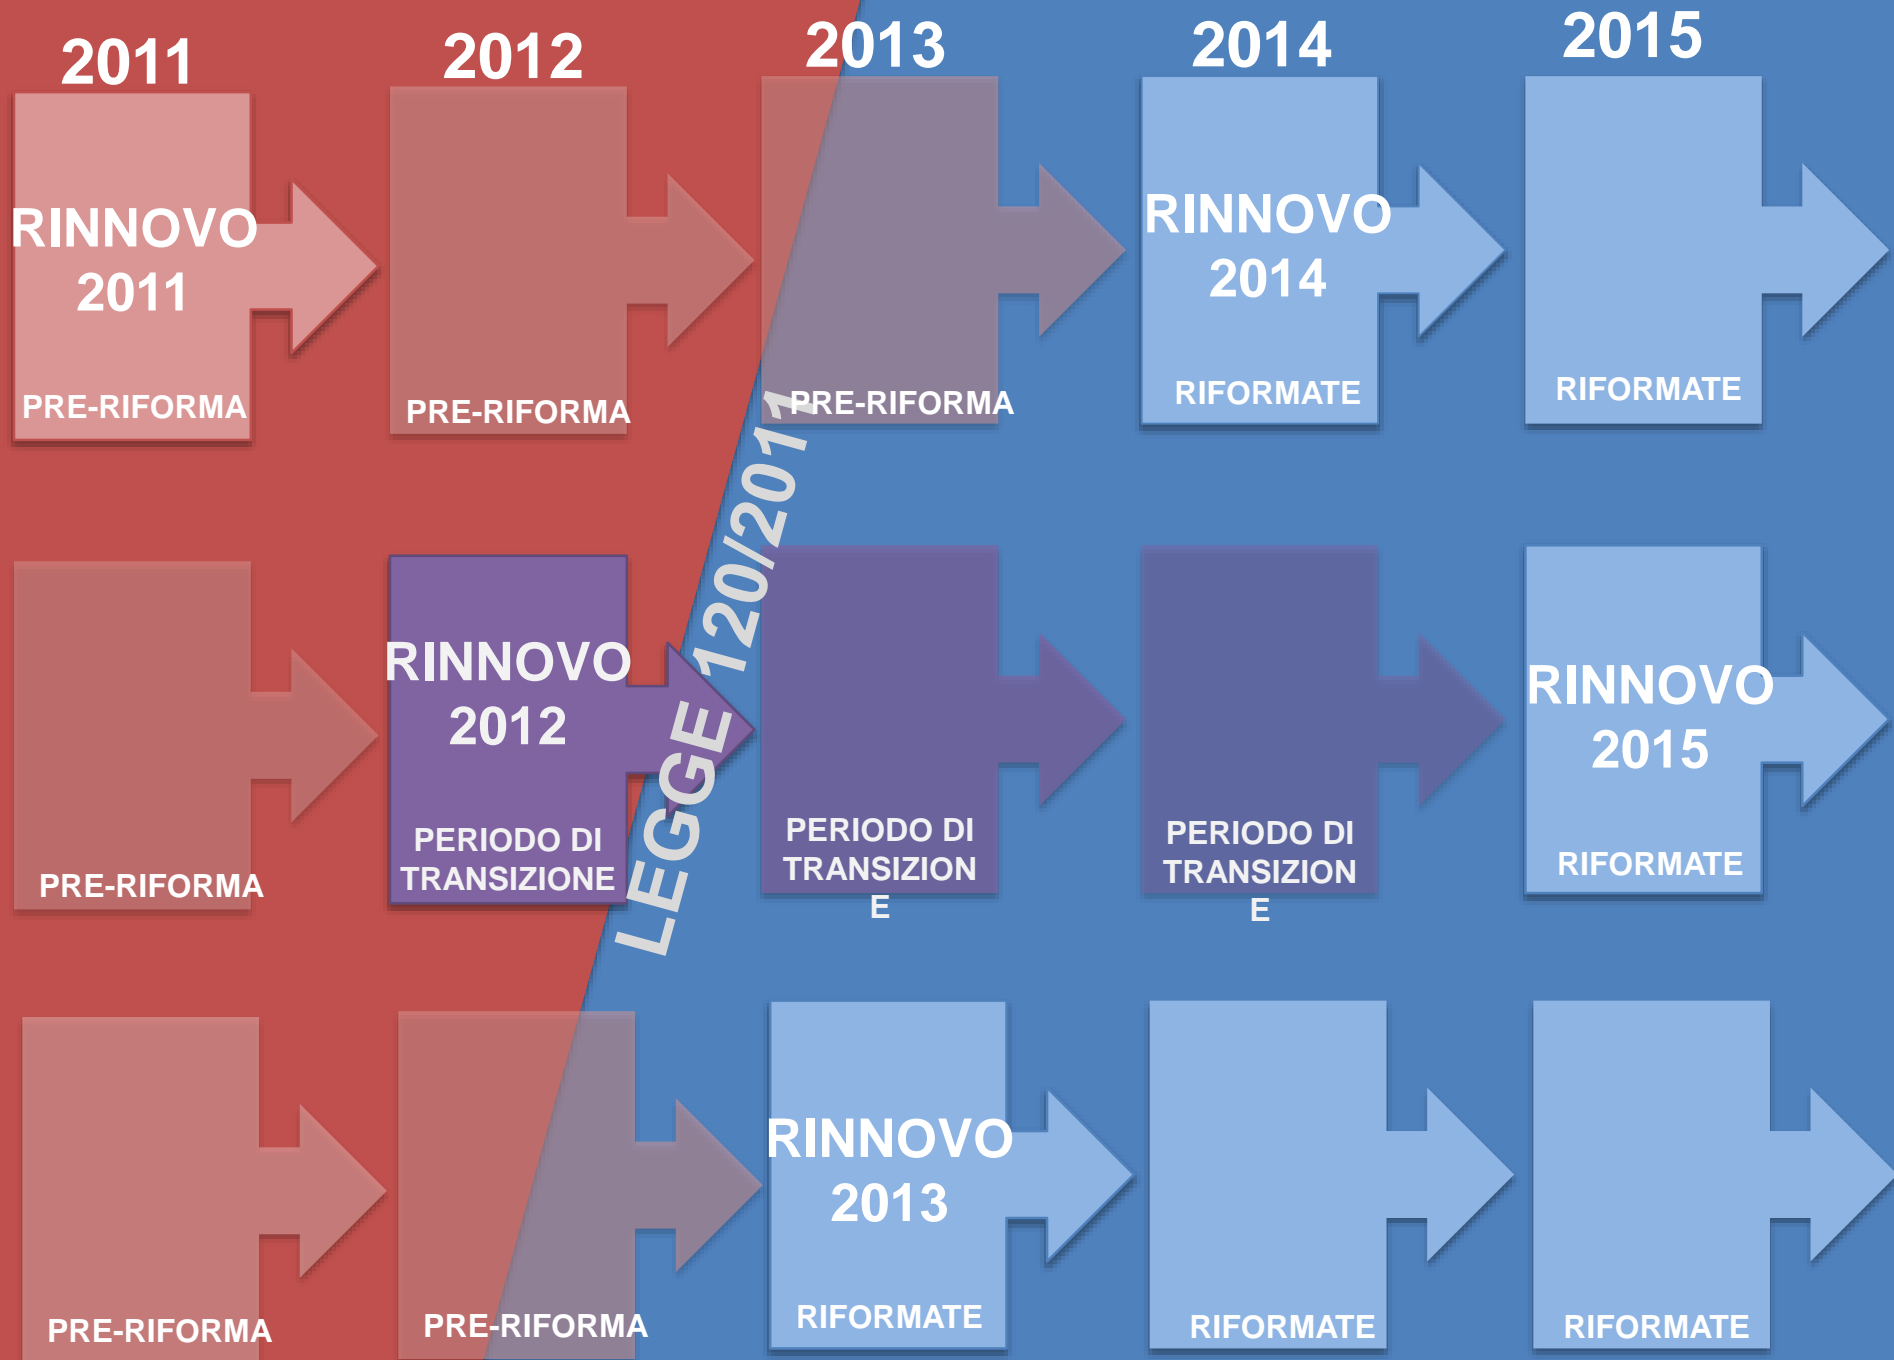 2011
2012
2013
2014
2015
RINNOVO
2011
PRE-RIFORMA
PRE-RIFORMA
PRE-RIFORMA
RINNOVO
2014
RIFORMATE
RIFORMATE
LEGGE 120/2011
PRE-RIFORMA
RINNOVO
2012
PERIODO DI
TRANSIZIONE
PERIODO DI
TRANSIZION
E
PERIODO DI
TRANSIZION
E
RINNOVO
2015
RIFORMATE
PRE-RIFORMA
PRE-RIFORMA
RINNOVO
2013
RIFORMATE
RIFORMATE
RIFORMATE